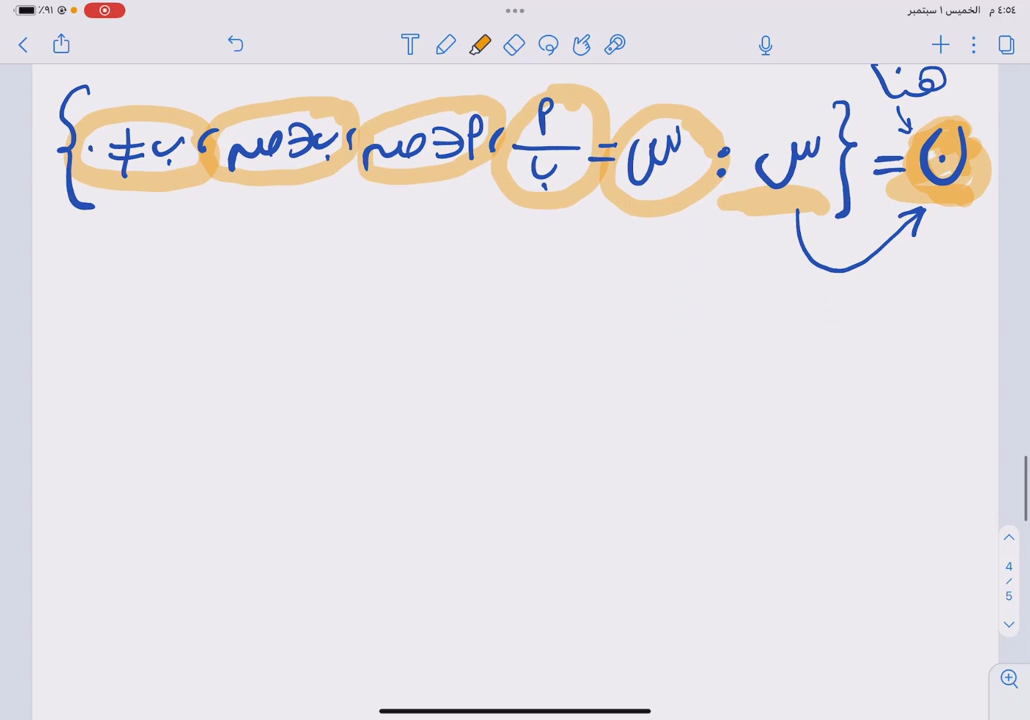 ٤:٥٤ م الخميس ١ سبتمبر
٪٩١
هنا
ن = { س : س = أ/ب ، أ ∈ ص ، ب ∈ ص ، ب ≠ ٠ }
4
/
5